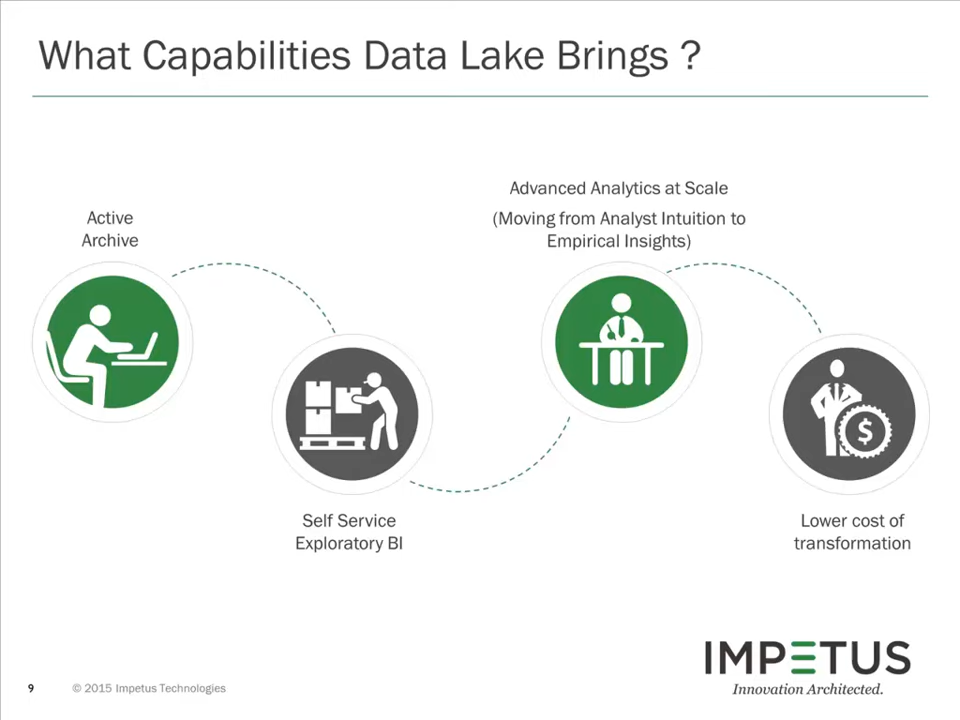 What Capabilities Data Lake Brings ?
Active
Archive
Self Service
Exploratory BI
Advanced Analytics at Scale
(Moving from Analyst Intuition to
Empirical Insights)
$
Lower cost of
transformation
IMPETUS
Innovation Architected.
9
© 2015 Impetus Technologies